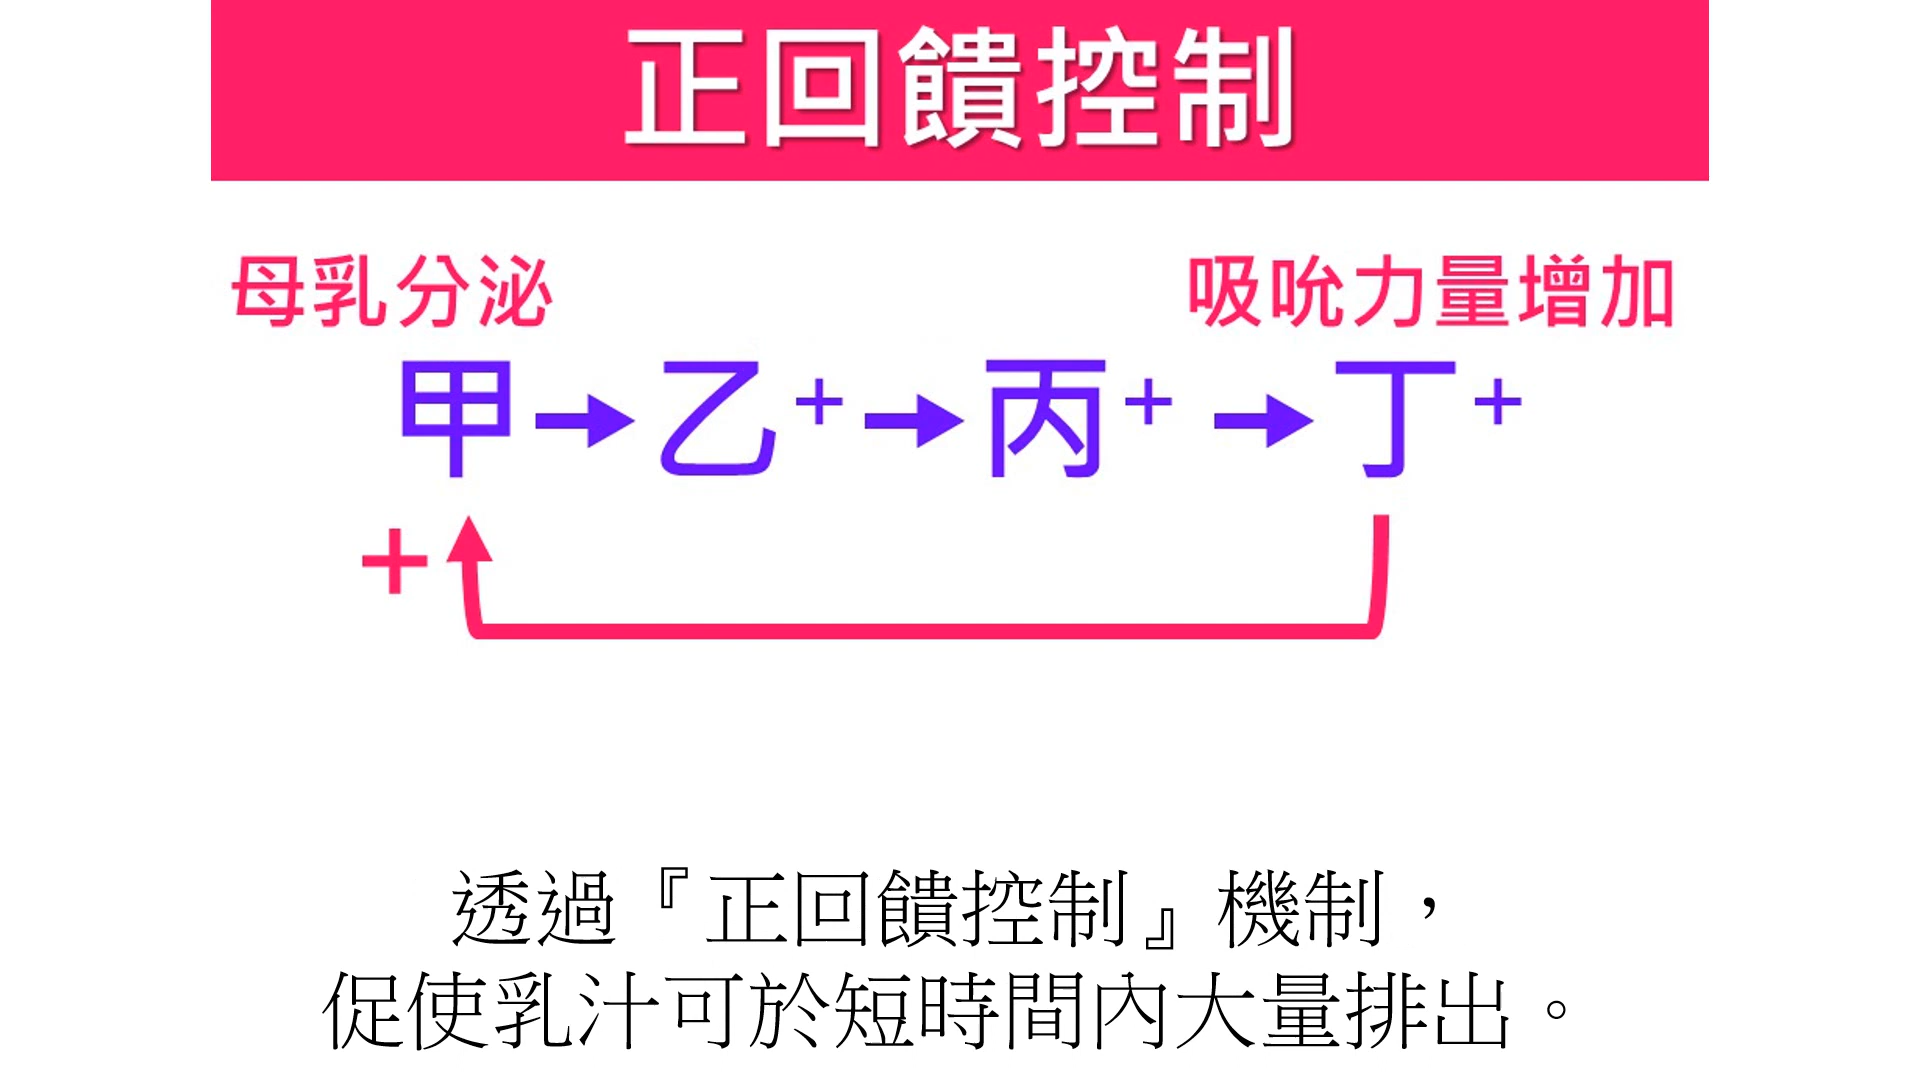 正回饋控制
母乳分泌 吸吮力量增加
甲→乙⁺→丙⁺→丁⁺
+
透過『正回饋控制』機制，
促使乳汁可於短時間內大量排出。